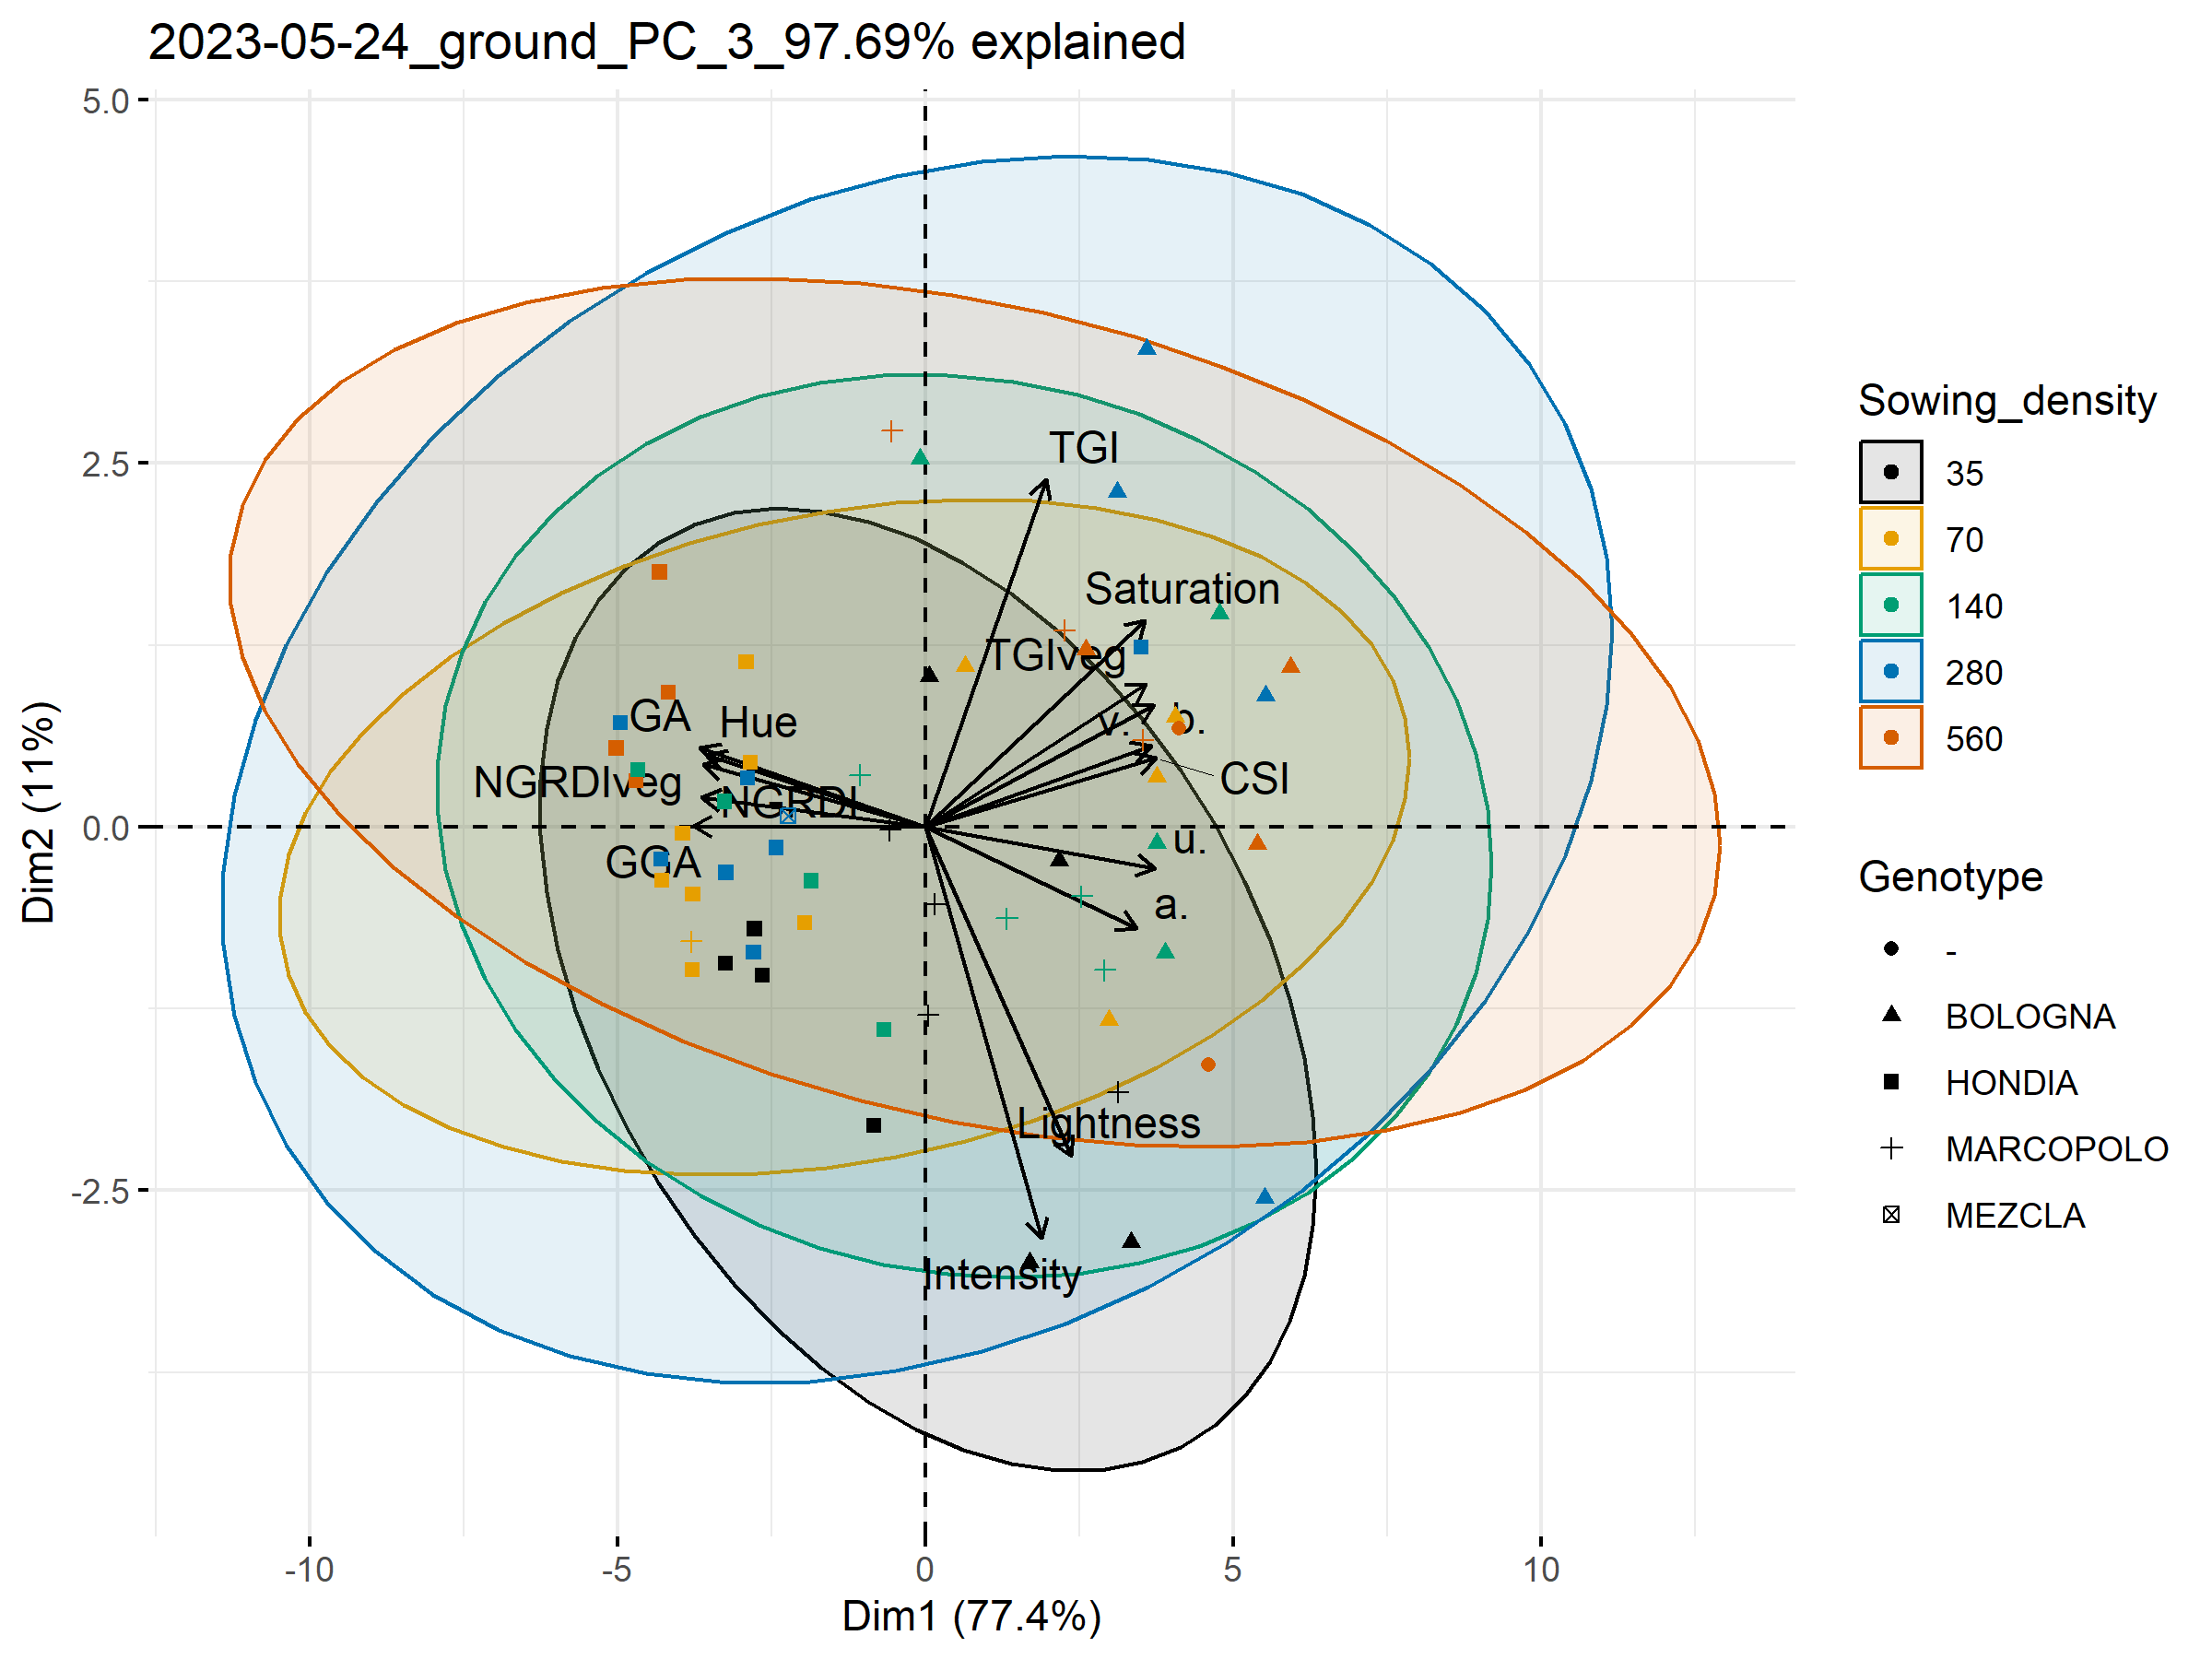 2023-05-24_ground_PC_3_97.69% explained
5.0
2.5
0.0
-2.5
Dim2 (11%)
TGI
Saturation
TGIveg
GA
Hue
v.
b.
NGRDIveg
CSI
NGRDI
u.
GGA
a.
Lightness
Intensity
-10
-5
0
5
10
Dim1 (77.4%)
Sowing_density
35
70
140
280
560
Genotype
-
BOLOGNA
HONDIA
MARCOPOLO
MEZCLA